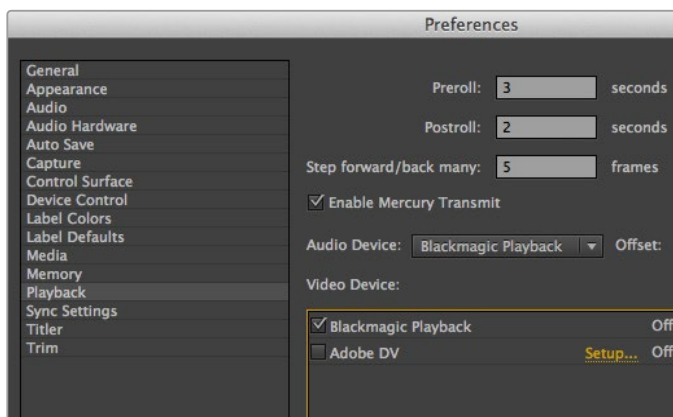 Preferences
General
Appearance
Audio
Audio Hardware
Auto Save
Capture
Control Surface
Device Control
Label Colors
Label Defaults
Media
Memory
Playback
Sync Settings
Titler
Trim
Preroll: 3 seconds
Postroll: 2 seconds
Step forward/back many: 5 frames
Enable Mercury Transmit
Audio Device: Blackmagic Playback Offset:
Video Device:
Blackmagic Playback Off
Adobe DV Setup... Off